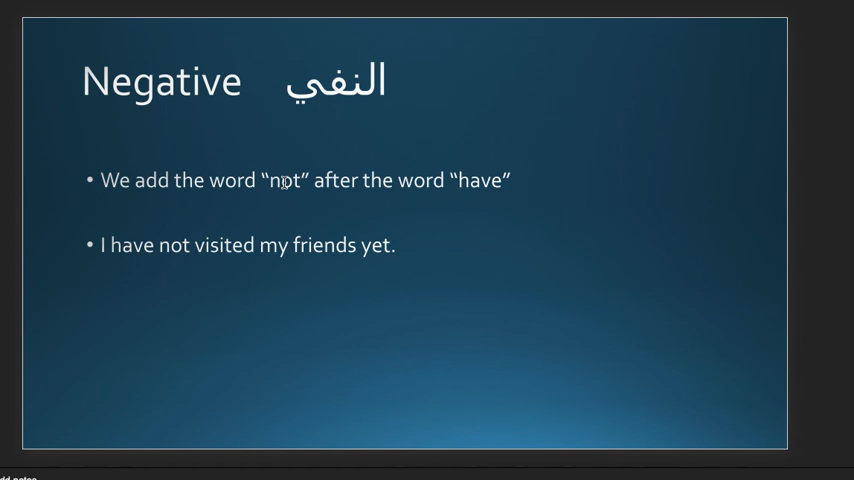 Negative النفي
• We add the word “not” after the word “have”
• I have not visited my friends yet.